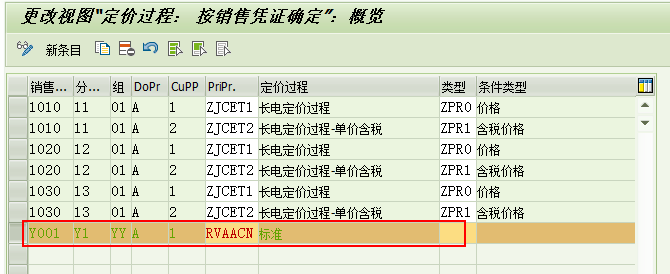 更改视图"定价过程： 按销售凭证确定"：概览
新条目
销售... 分... 组 DoPr CuPP PriPr. 定价过程 类型 条件类型
1010 11 01 A 1 ZJCET1 长电定价过程 ZPR0 价格
1010 11 01 A 2 ZJCET2 长电定价过程-单价含税 ZPR1 含税价格
1020 12 01 A 1 ZJCET1 长电定价过程 ZPR0 价格
1020 12 01 A 2 ZJCET2 长电定价过程-单价含税 ZPR1 含税价格
1030 13 01 A 1 ZJCET1 长电定价过程 ZPR0 价格
1030 13 01 A 2 ZJCET2 长电定价过程-单价含税 ZPR1 含税价格
Y001 Y1 YY A 1 RVAACN 标准